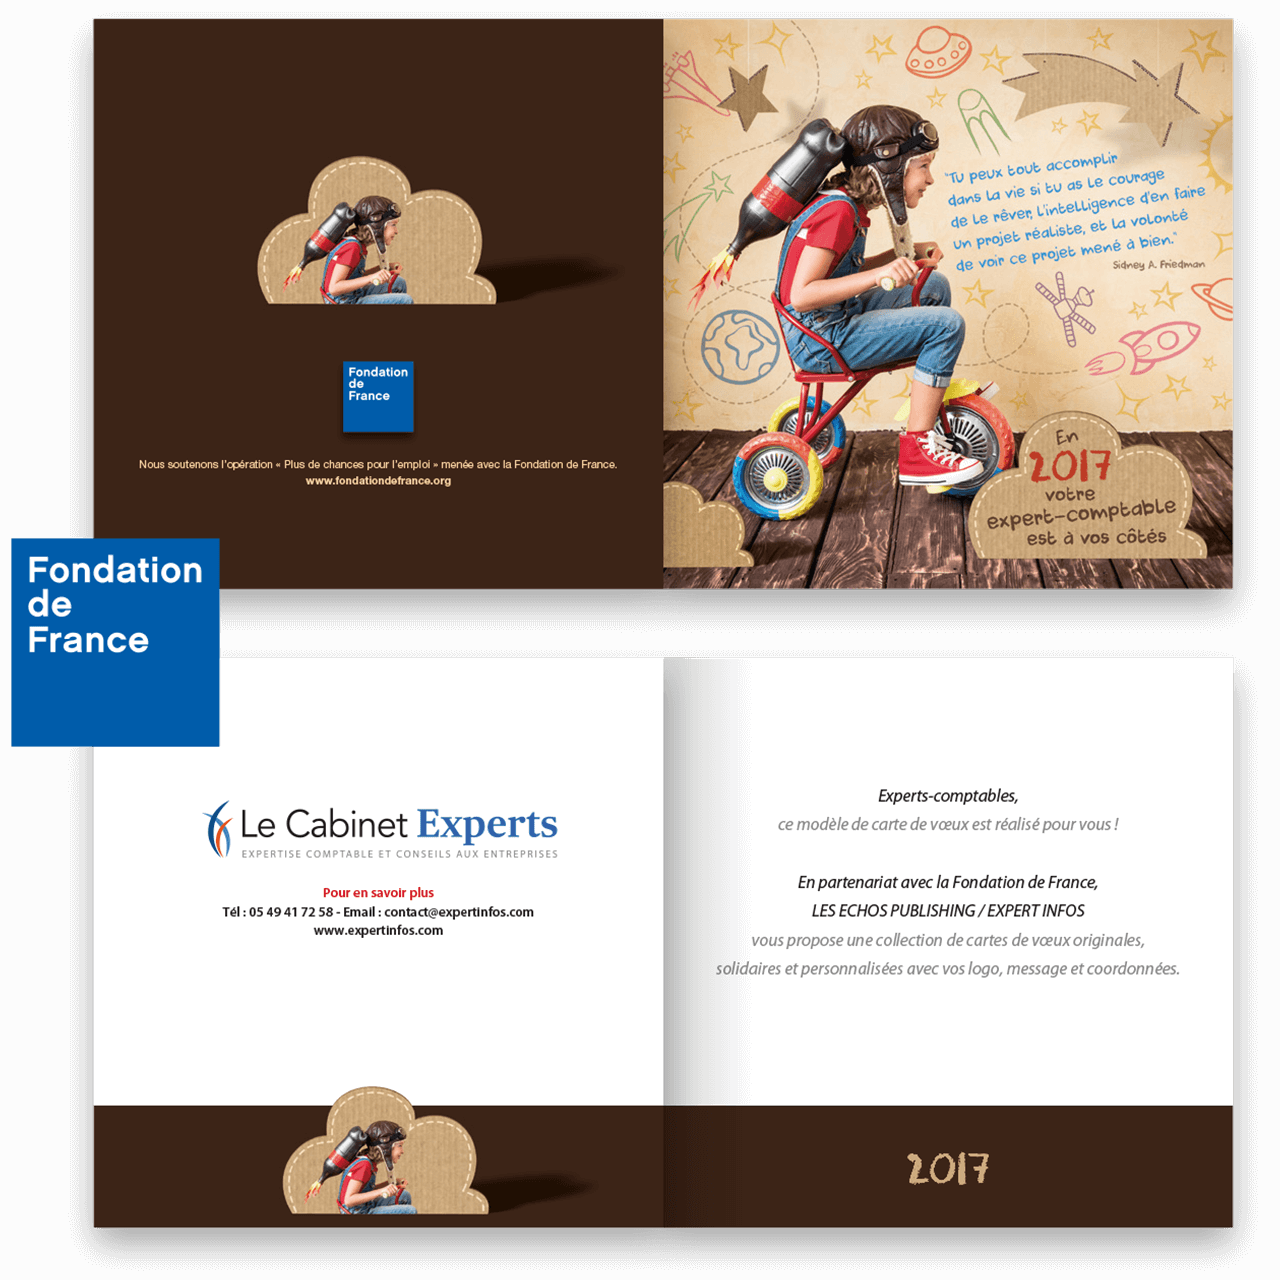 Fondation
de
France
Nous soutenons l'opération « Plus de chances pour l'emploi » menée avec la Fondation de France.
www.fondationdefrance.org
"Tu peux tout accomplir
dans la vie si tu as le courage
de le rêver, l'intelligence d'en faire
un projet réaliste, et la volonté
de voir ce projet mené à bien."
Sidney A. Friedman
En
2017
votre
expert-comptable
est à vos côtés
Fondation
de
France
Le Cabinet Experts
EXPERTISE COMPTABLE ET CONSEILS AUX ENTREPRISES
Pour en savoir plus
Tél : 05 49 41 72 58 - Email : contact@expertinfos.com
www.expertinfos.com
Experts-comptables,
ce modèle de carte de vœux est réalisé pour vous !
En partenariat avec la Fondation de France,
LES ECHOS PUBLISHING / EXPERT INFOS
vous propose une collection de cartes de vœux originales,
solidaires et personnalisées avec vos logo, message et coordonnées.
2017